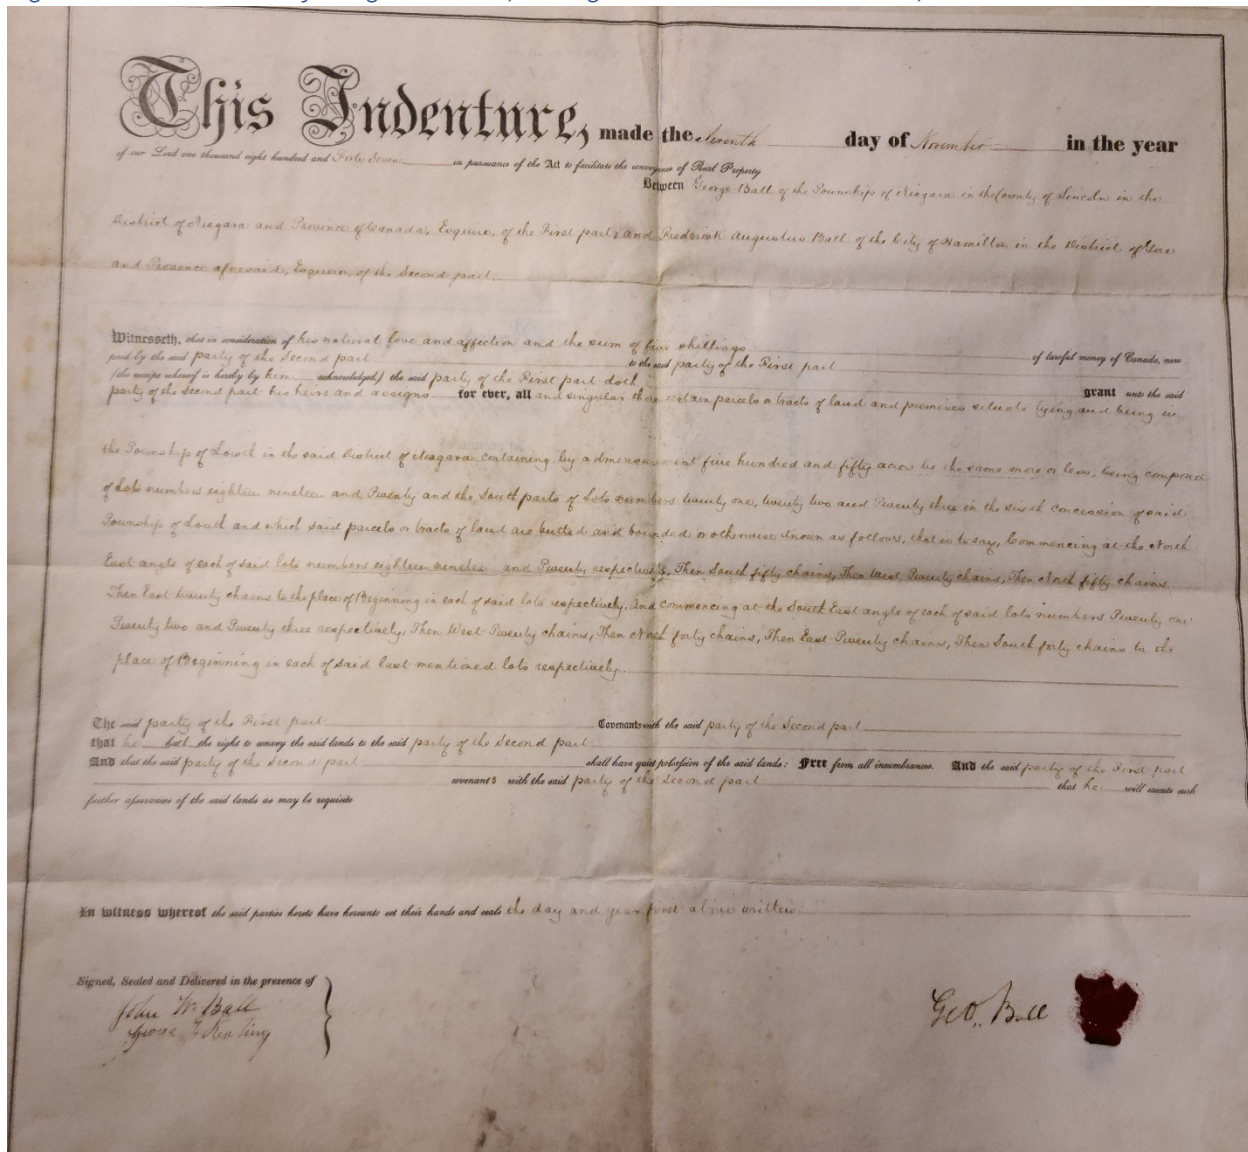 This Indenture, made the Seventh day of November in the year
of our Lord one thousand eight hundred and Forty Seven in pursuance of the Act to facilitate the conveyance of Real Property
Between George Ball of the Township of Niagara in the County of Lincoln in the
District of Niagara and Province of Canada, Esquire, of the First part; and Frederick Augustus Ball of the City of Hamilton in the District of Gore
and Province aforesaid, Esquire, of the Second part.
Witnesseth, that in consideration of his natural love and affection and the sum of five shillings of lawful money of Canada, now
paid by the said party of the Second part to the said party of the First part
(the receipt whereof is hereby by him acknowledged,) the said party of the First part doth grant unto the said
party of the Second part his heirs and assigns for ever, all and singular those certain parcels or tracts of land and premises situate lying and being in
the Township of Louth in the said District of Niagara containing by admeasurement five hundred and fifty acres be the same more or less, being composed
of Lots numbers eighteen nineteen and Twenty and the South parts of Lots numbers twenty one, twenty two and Twenty three in the sixth concession of said
Township of Louth and which said parcels or tracts of land are butted and bounded or otherwise known as follows, that is to say, Commencing at the North
East angle of each of said lots numbers eighteen nineteen and Twenty respectively, Then South fifty chains, Then West Twenty chains, Then North fifty chains
Then East twenty chains to the place of Beginning in each of said lots respectively, And commencing at the South East angle of each of said lots numbers Twenty one
Twenty two and Twenty three respectively, Then West Twenty chains, Then North forty chains, Then East Twenty chains, Then South forty chains to the
place of Beginning in each of said last mentioned lots respectively
The said party of the First part Covenants with the said party of the Second part
that he hath the right to convey the said lands to the said party of the Second part
And that the said party of the Second part shall have quiet possession of the said lands: Free from all incumbrances. And the said party of the First part
covenants with the said party of the Second part that he will execute such
further assurances of the said lands as may be requisite
In witness whereof the said parties hereto have hereunto set their hands and seals the day and year first above written
Signed, Sealed and Delivered in the presence of
John W. Ball
George
Geo. Ball